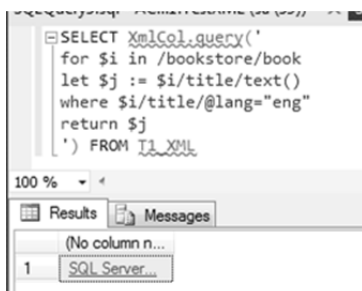 SELECT XmlCol.query('
for $i in /bookstore/book
let $j := $i/title/text()
where $i/title/@lang="eng"
return $j
') FROM T1_XML
100 %
Results Messages
(No column n...
1 SQL Server...